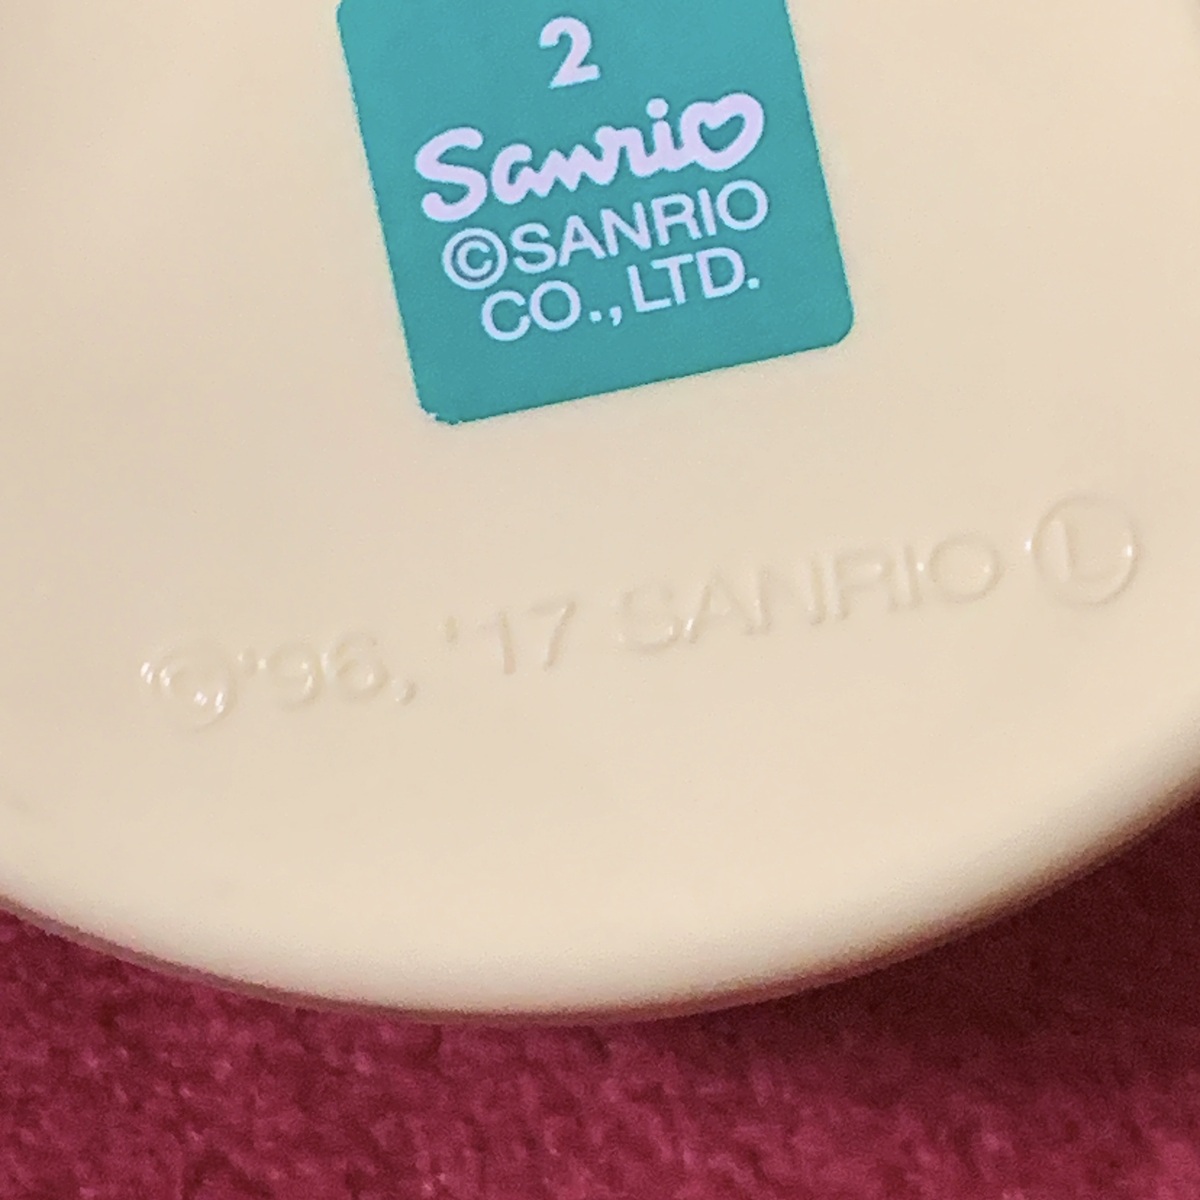 2
Sanrio
©SANRIO
CO., LTD.
©'96, '17 SANRIO Ⓛ